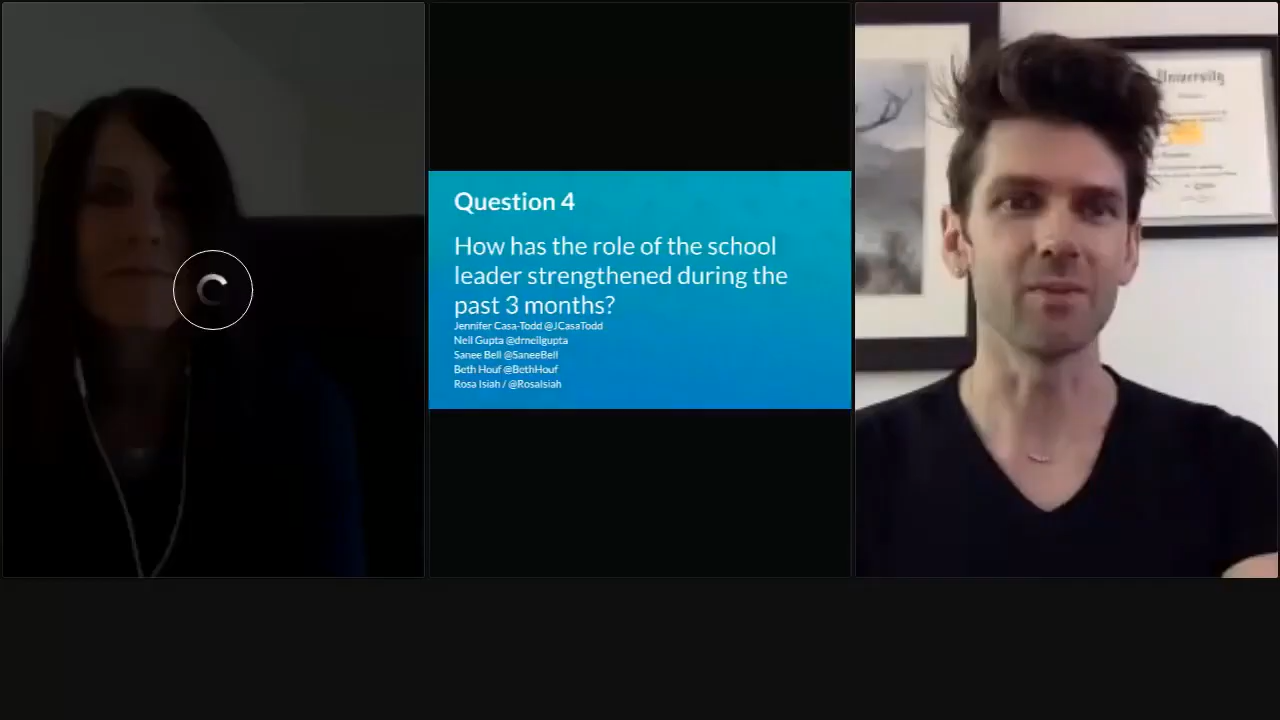 Question 4
How has the role of the school
leader strengthened during the
past 3 months?
Jennifer Casa-Todd @JCasaTodd
Neil Gupta @drneilgupta
Sanee Bell @SaneeBell
Beth Houf @BethHouf
Rosa Isiah / @RosaIsiah
University